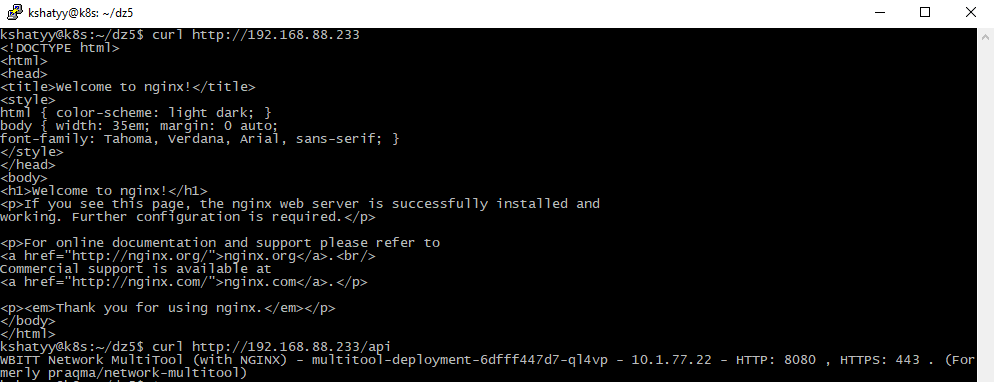 kshatyy@k8s: ~/dz5
kshatyy@k8s:~/dz5$ curl http://192.168.88.233
<!DOCTYPE html>
<html>
<head>
<title>Welcome to nginx!</title>
<style>
html { color-scheme: light dark; }
body { width: 35em; margin: 0 auto;
font-family: Tahoma, Verdana, Arial, sans-serif; }
</style>
</head>
<body>
<h1>Welcome to nginx!</h1>
<p>If you see this page, the nginx web server is successfully installed and
working. Further configuration is required.</p>
<p>For online documentation and support please refer to
<a href="http://nginx.org/">nginx.org</a>.<br/>
Commercial support is available at
<a href="http://nginx.com/">nginx.com</a>.</p>
<p><em>Thank you for using nginx.</em></p>
</body>
</html>
kshatyy@k8s:~/dz5$ curl http://192.168.88.233/api
WBITT Network MultiTool (with NGINX) - multitool-deployment-6dfff447d7-ql4vp - 10.1.77.22 - HTTP: 8080 , HTTPS: 443 . (For
merly praqma/network-multitool)